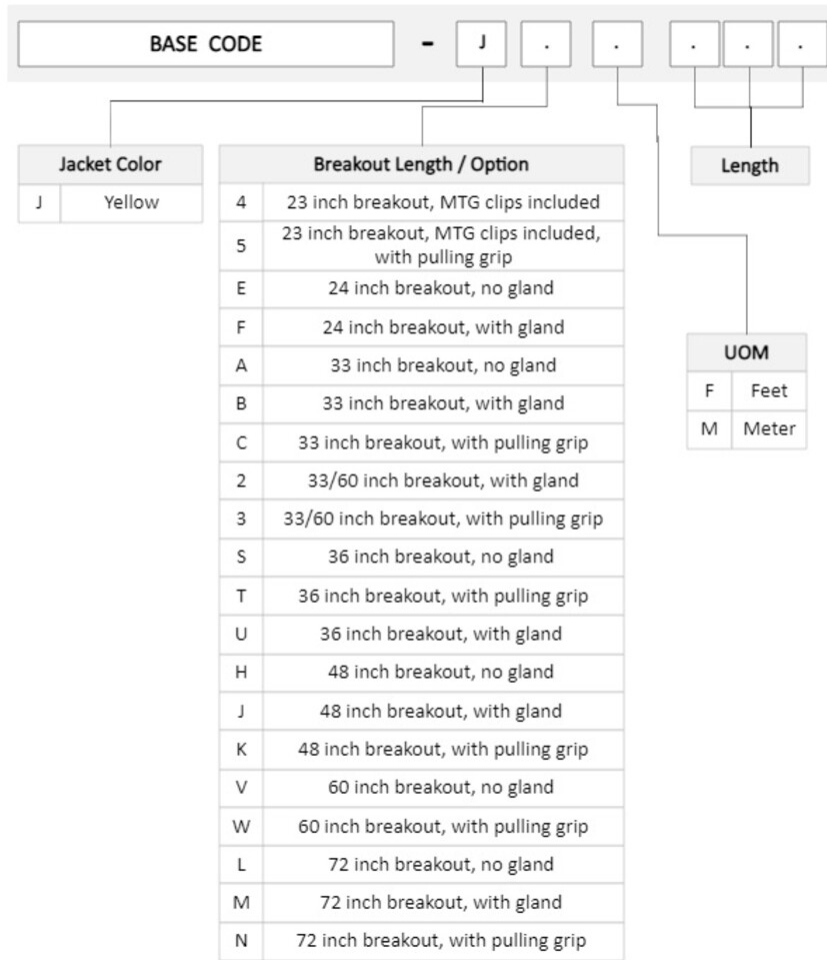 BASE CODE - J . . . . .
Jacket Color
J Yellow
Breakout Length / Option
4 23 inch breakout, MTG clips included
5 23 inch breakout, MTG clips included,
with pulling grip
E 24 inch breakout, no gland
F 24 inch breakout, with gland
A 33 inch breakout, no gland
B 33 inch breakout, with gland
C 33 inch breakout, with pulling grip
2 33/60 inch breakout, with gland
3 33/60 inch breakout, with pulling grip
S 36 inch breakout, no gland
T 36 inch breakout, with pulling grip
U 36 inch breakout, with gland
H 48 inch breakout, no gland
J 48 inch breakout, with gland
K 48 inch breakout, with pulling grip
V 60 inch breakout, no gland
W 60 inch breakout, with pulling grip
L 72 inch breakout, no gland
M 72 inch breakout, with gland
N 72 inch breakout, with pulling grip
Length
UOM
F Feet
M Meter